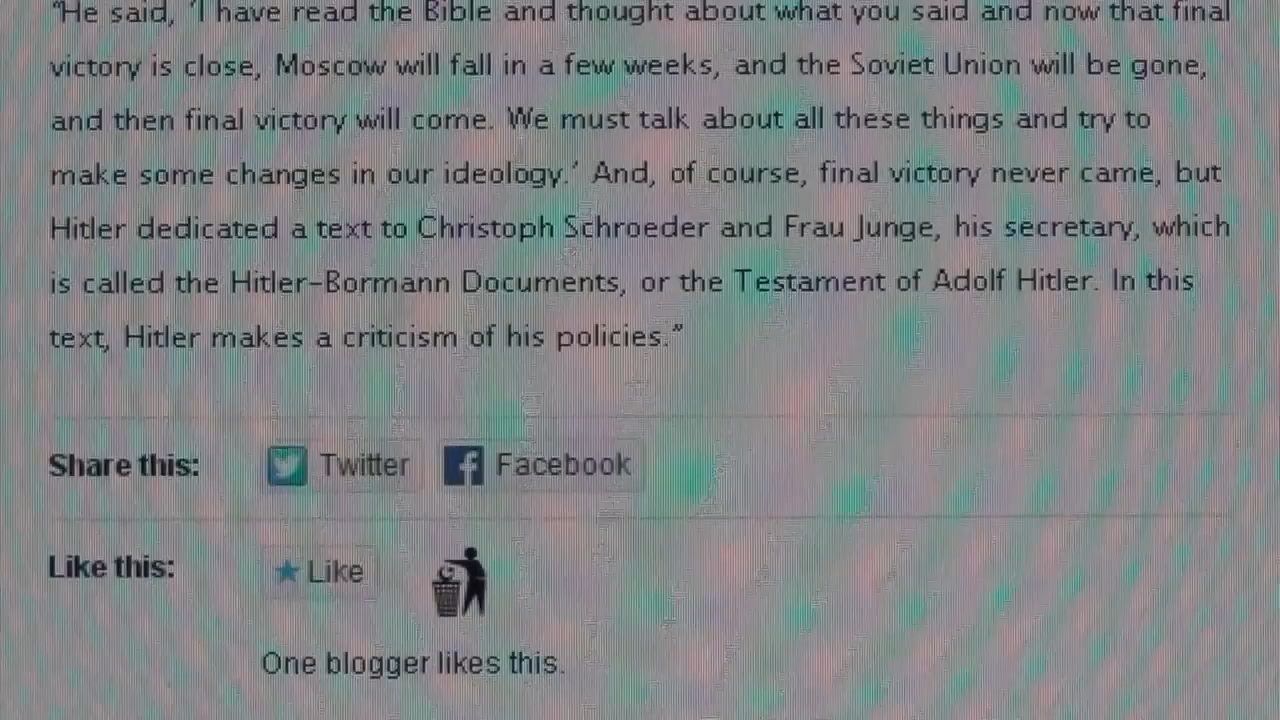 "He said, 'I have read the Bible and thought about what you said and now that final
victory is close, Moscow will fall in a few weeks, and the Soviet Union will be gone,
and then final victory will come. We must talk about all these things and try to
make some changes in our ideology.' And, of course, final victory never came, but
Hitler dedicated a text to Christoph Schroeder and Frau Junge, his secretary, which
is called the Hitler-Bormann Documents, or the Testament of Adolf Hitler. In this
text, Hitler makes a criticism of his policies."
Share this: Twitter Facebook
Like this: Like
One blogger likes this.